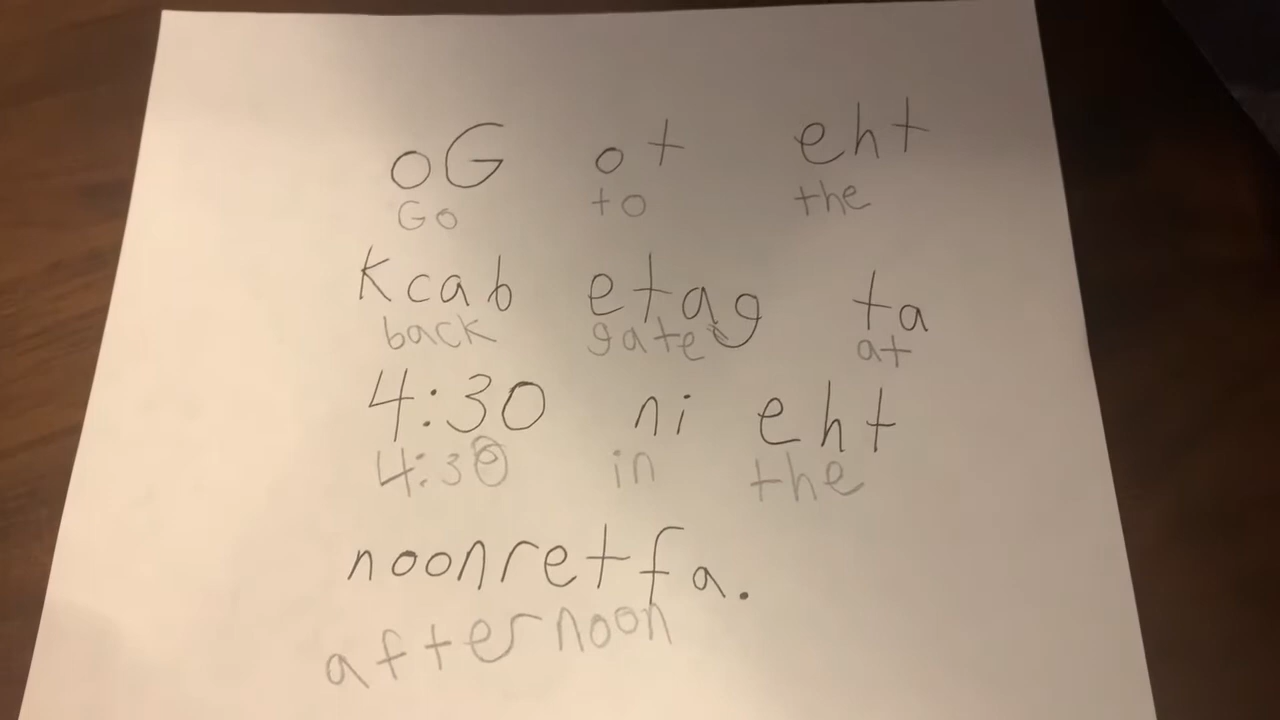 oG ot eht
Go to the
kcab etag ta
back gate at
4:30 ni eht
4:30 in the
noonretfa.
afternoon